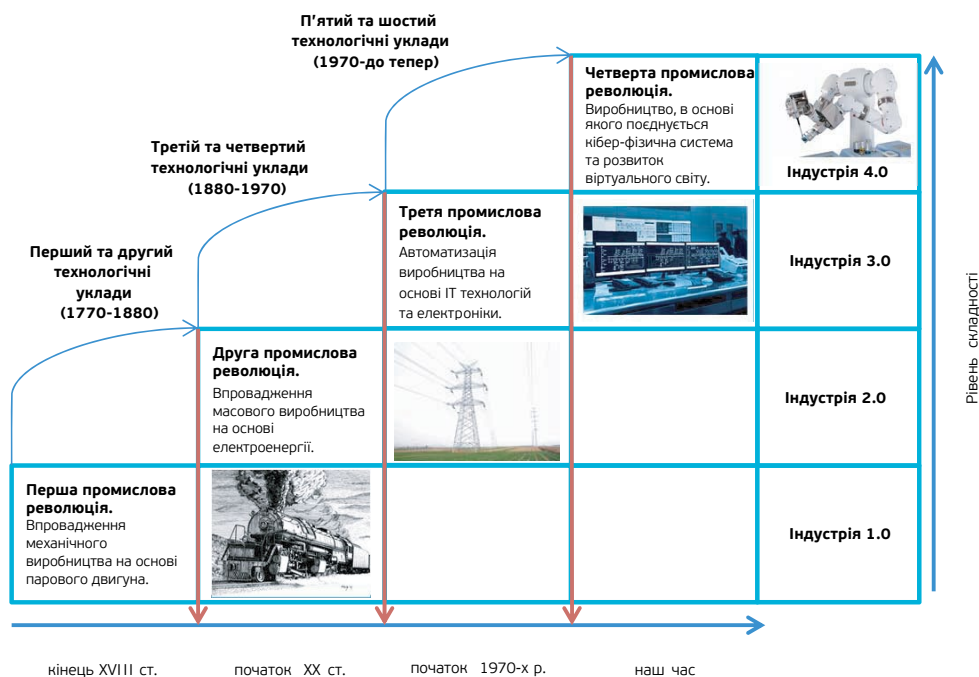 П’ятий та шостий
технологічні уклади
(1970-до тепер)
Четверта промислова
революція.
Виробництво, в основі
якого поєднується
кібер-фізична система
та розвиток
віртуального світу.
Індустрія 4.0
Третій та четвертий
технологічні уклади
(1880-1970)
Третя промислова
революція.
Автоматизація
виробництва на
основі ІТ технологій
та електроніки.
Індустрія 3.0
Перший та другий
технологічні
уклади
(1770-1880)
Друга промислова
революція.
Впровадження
масового виробництва
на основі
електроенергії.
Індустрія 2.0
Перша промислова
революція.
Впровадження
механічного
виробництва на основі
парового двигуна.
Індустрія 1.0
Рівень складності
кінець XVIII ст.
початок XX ст.
початок 1970-х р.
наш час